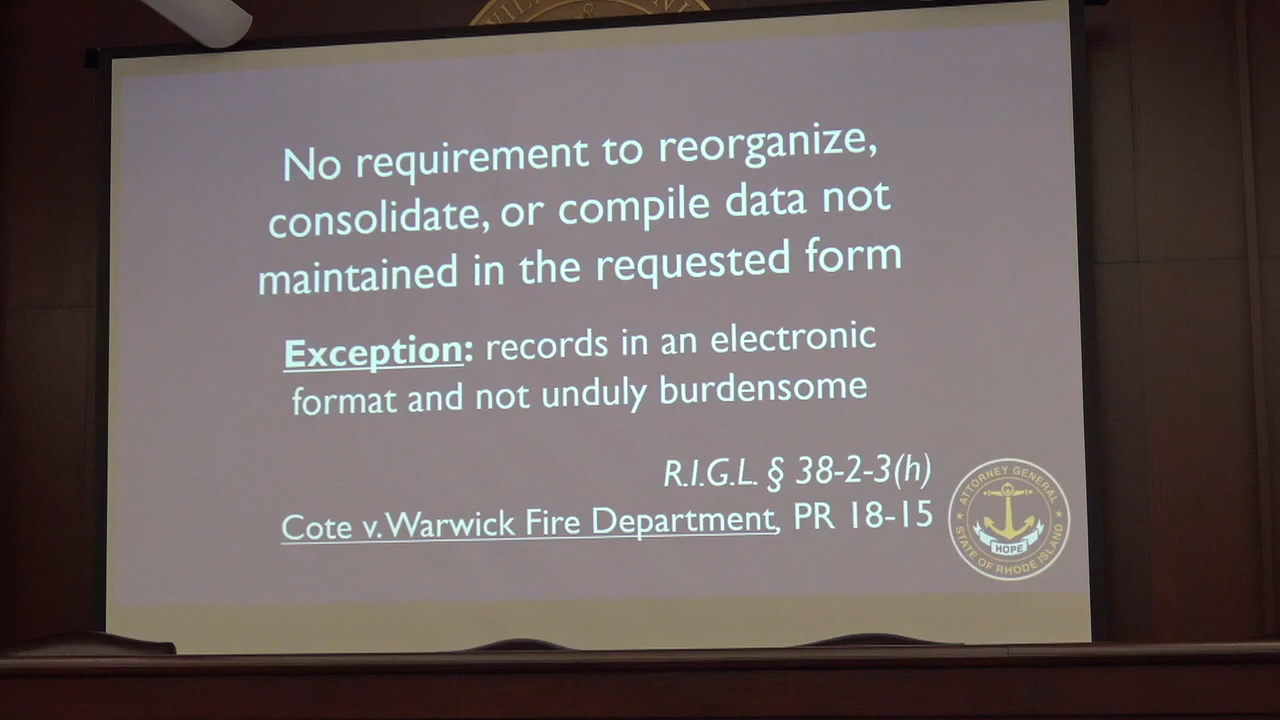 No requirement to reorganize,
consolidate, or compile data not
maintained in the requested form
Exception: records in an electronic
format and not unduly burdensome
R.I.G.L. § 38-2-3(h)
Cote v. Warwick Fire Department, PR 18-15
ATTORNEY GENERAL
HOPE
STATE OF RHODE ISLAND